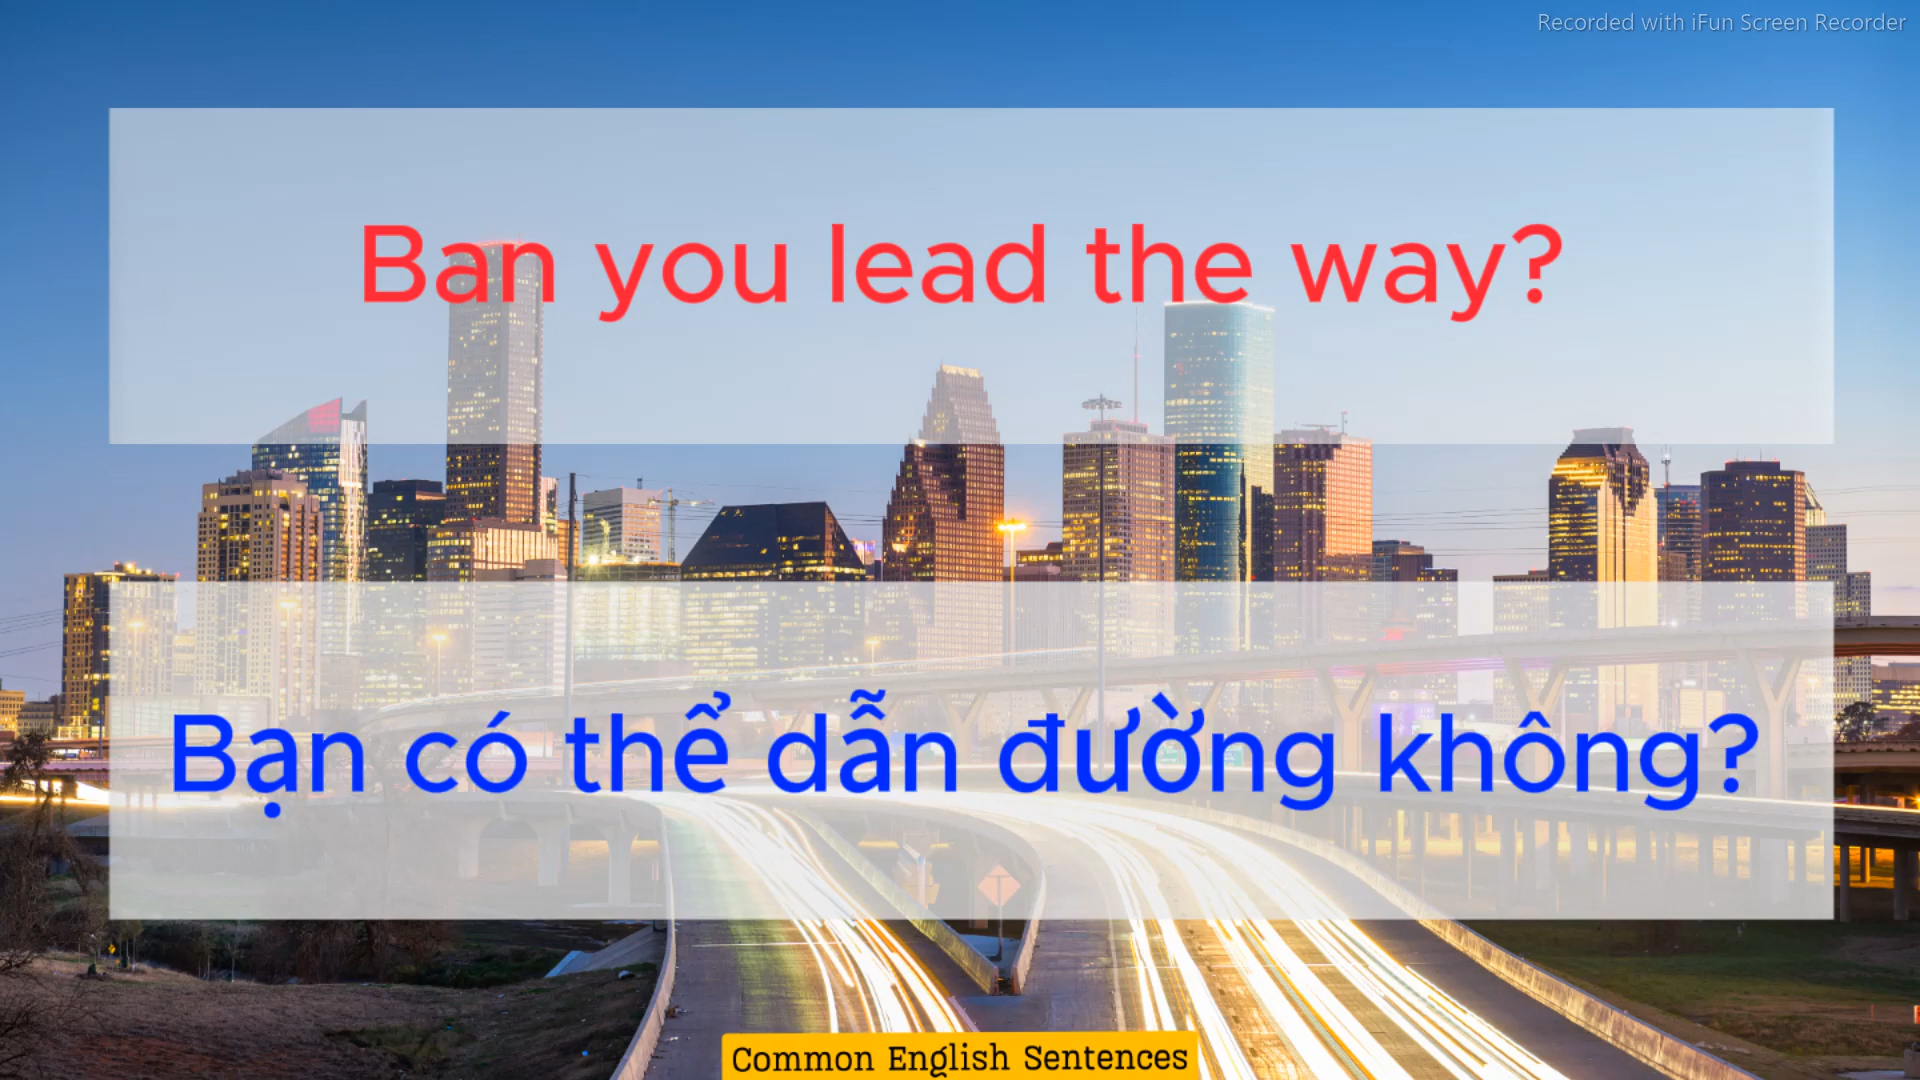 Recorded with iFun Screen Recorder
Ban you lead the way?
Bạn có thể dẫn đường không?
Common English Sentences